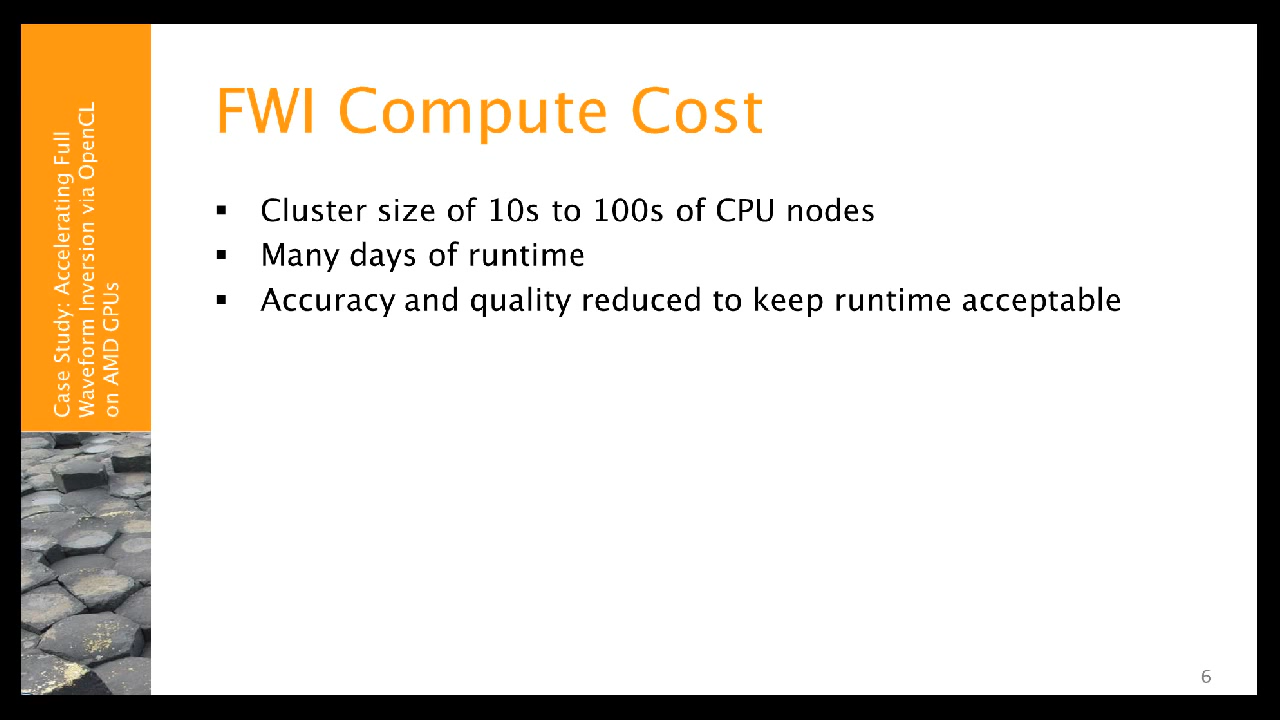 Case Study: Accelerating Full
Waveform Inversion via OpenCL
on AMD GPUs
FWI Compute Cost
▪ Cluster size of 10s to 100s of CPU nodes
▪ Many days of runtime
▪ Accuracy and quality reduced to keep runtime acceptable
6